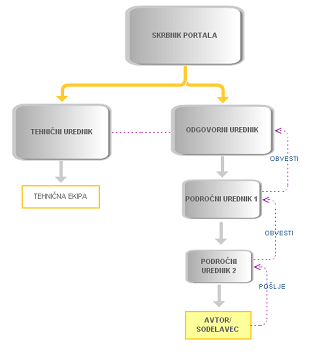 SKRBNIK PORTALA
TEHNIČNI UREDNIK
ODGOVORNI UREDNIK
OBVESTI
TEHNIČNA EKIPA
PODROČNI UREDNIK 1
OBVESTI
PODROČNI
UREDNIK 2
POŠLJE
AVTOR/
SODELAVEC